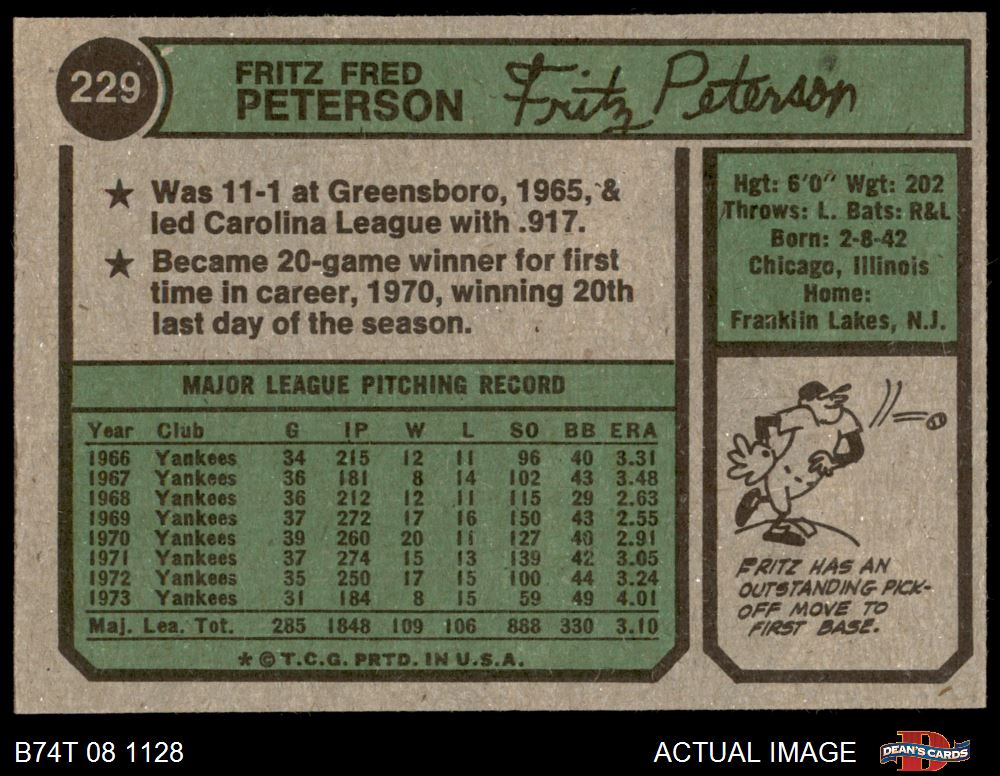 229
FRITZ FRED
PETERSON
Fritz Peterson
★ Was 11-1 at Greensboro, 1965, &
led Carolina League with .917.
★ Became 20-game winner for first
time in career, 1970, winning 20th
last day of the season.
Hgt: 6'0" Wgt: 202
Throws: L. Bats: R&L
Born: 2-8-42
Chicago, Illinois
Home:
Franklin Lakes, N.J.
MAJOR LEAGUE PITCHING RECORD
Year Club G IP W L SO BB ERA
1966 Yankees 34 215 12 11 96 40 3.31
1967 Yankees 36 181 8 14 102 43 3.48
1968 Yankees 36 212 12 11 115 29 2.63
1969 Yankees 37 272 17 16 150 43 2.55
1970 Yankees 39 260 20 11 127 40 2.91
1971 Yankees 37 274 15 13 139 42 3.05
1972 Yankees 35 250 17 15 100 44 3.24
1973 Yankees 31 184 8 15 59 49 4.01
Maj. Lea. Tot. 285 1848 109 106 888 330 3.10
* © T.C.G. PRTD. IN U.S.A.
FRITZ HAS AN
OUTSTANDING PICK-
OFF MOVE TO
FIRST BASE.
B74T 08 1128
ACTUAL IMAGE
D
DEAN'S CARDS